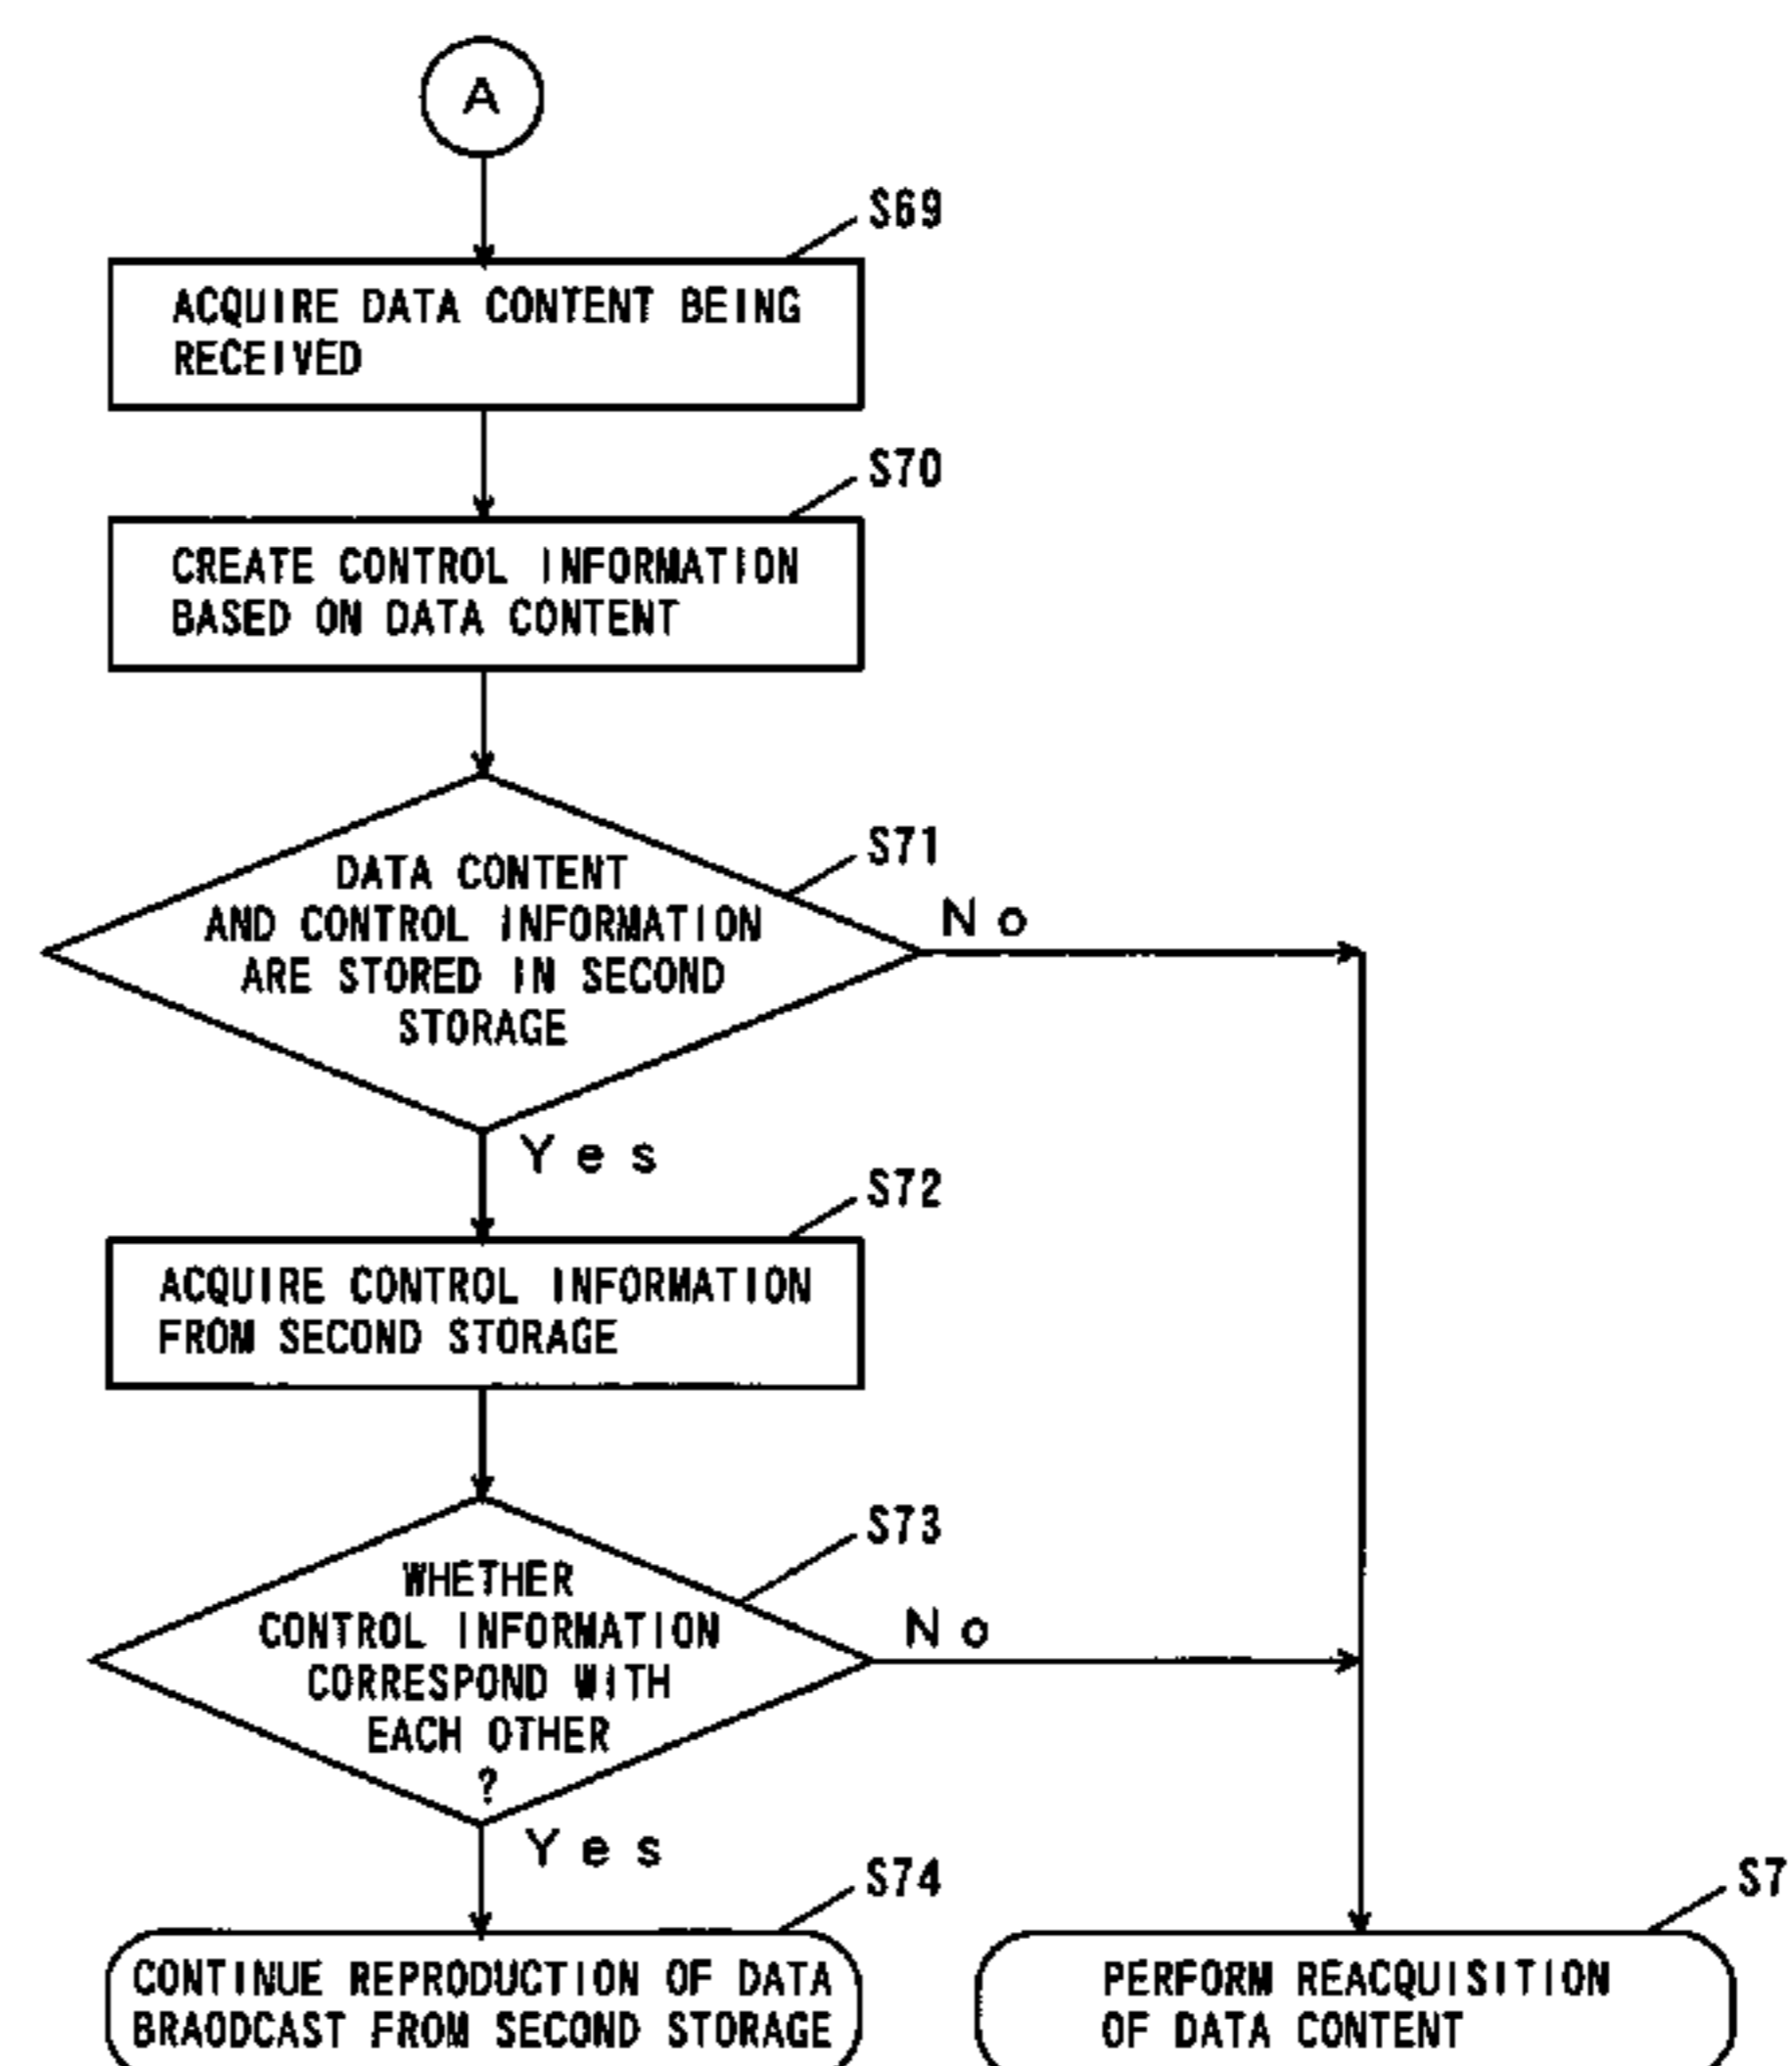 A
S69
ACQUIRE DATA CONTENT BEING
RECEIVED
S70
CREATE CONTROL INFORMATION
BASED ON DATA CONTENT
S71
DATA CONTENT
AND CONTROL INFORMATION
ARE STORED IN SECOND
STORAGE
No
Yes
S72
ACQUIRE CONTROL INFORMATION
FROM SECOND STORAGE
S73
WHETHER
CONTROL INFORMATION
CORRESPOND WITH
EACH OTHER
?
No
Yes
S74
CONTINUE REPRODUCTION OF DATA
BRAODCAST FROM SECOND STORAGE
S7
PERFORM REACQUISITION
OF DATA CONTENT